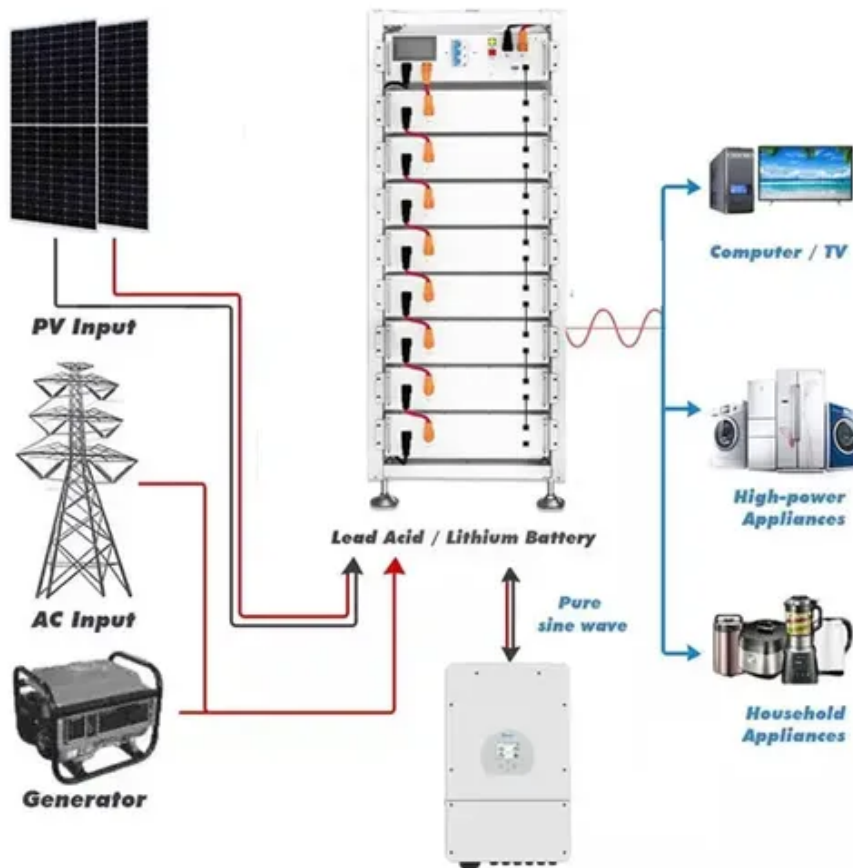 PV Input
AC Input
Generator
Lead Acid / Lithium Battery
Pure
sine wave
Computer / TV
High-power
Appliances
Household
Appliances